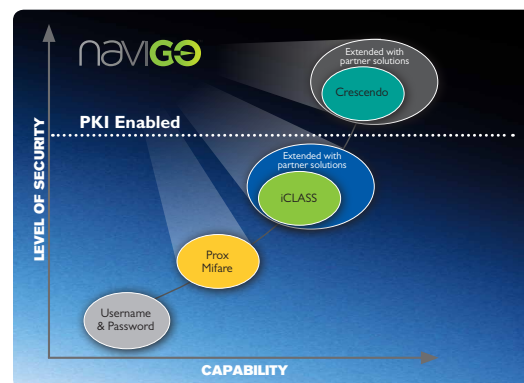 naviGO
Extended with
partner solutions
Crescendo
PKI Enabled
Extended with
partner solutions
iCLASS
Prox
Mifare
Username
& Password
LEVEL OF SECURITY
CAPABILITY